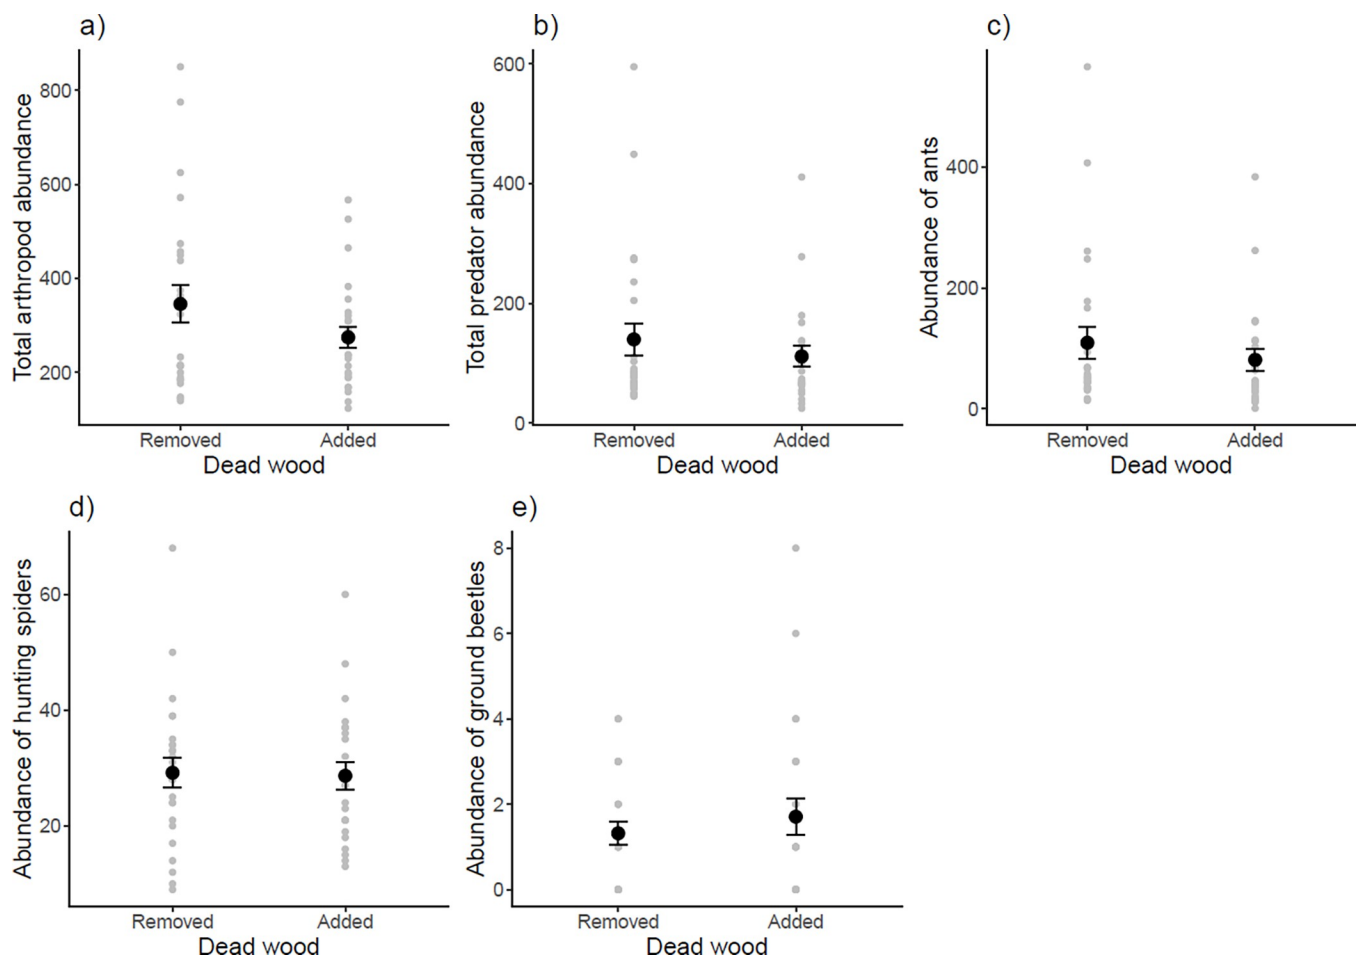 a)
Total arthropod abundance
800
600
400
200
Removed
Added
Dead wood
b)
Total predator abundance
600
400
200
0
Removed
Added
Dead wood
c)
Abundance of ants
400
200
0
Removed
Added
Dead wood
d)
Abundance of hunting spiders
60
40
20
Removed
Added
Dead wood
e)
Abundance of ground beetles
8
6
4
2
0
Removed
Added
Dead wood